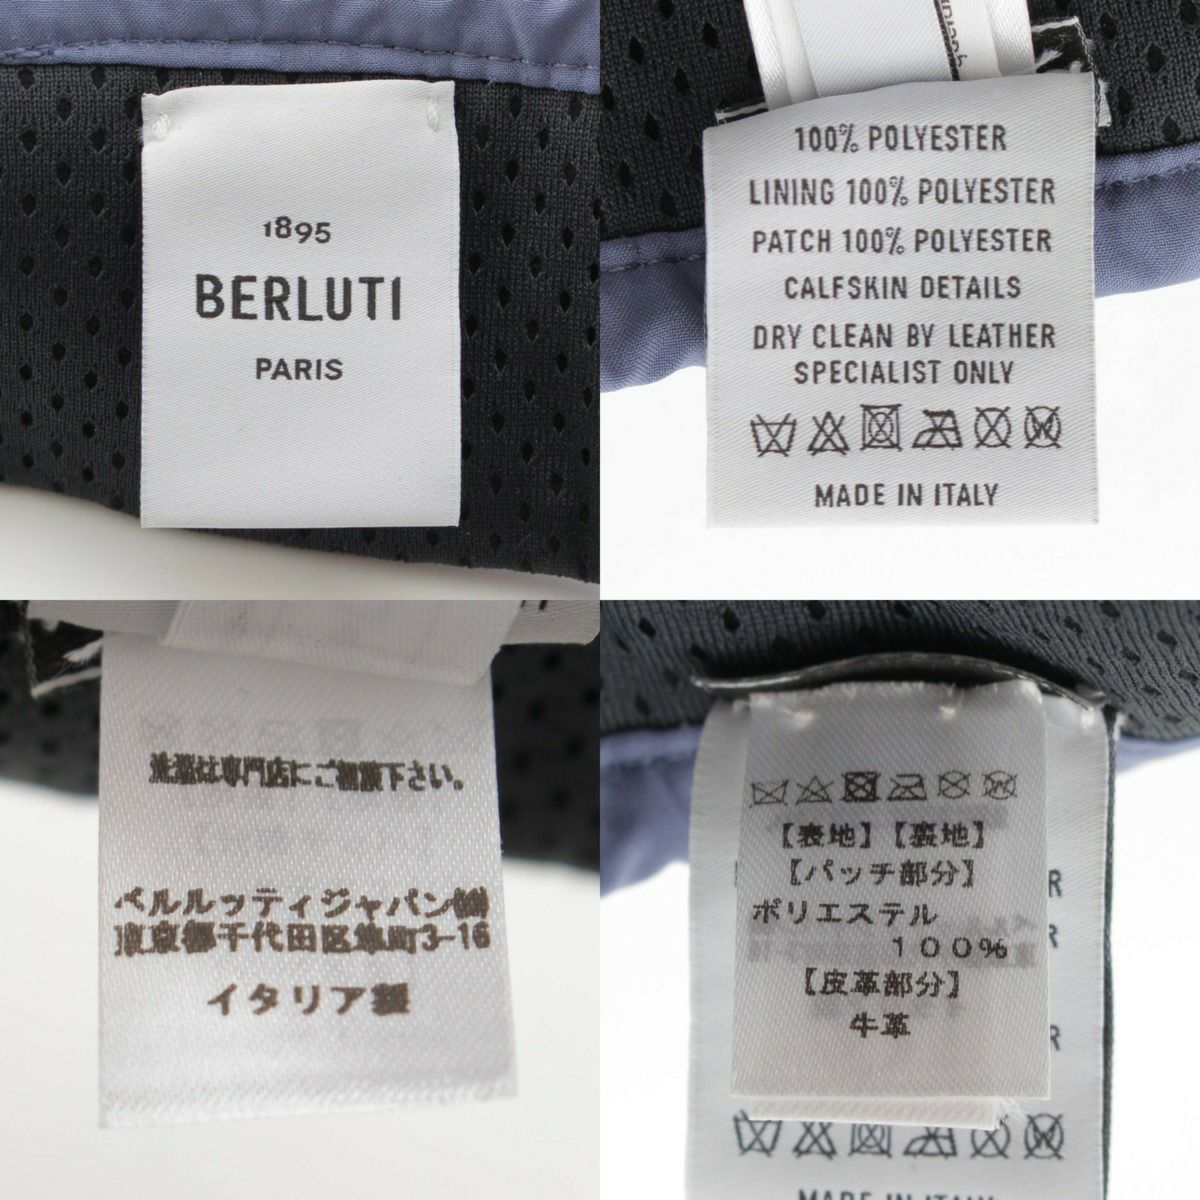 1895
BERLUTI
PARIS
100% POLYESTER
LINING 100% POLYESTER
PATCH 100% POLYESTER
CALFSKIN DETAILS
DRY CLEAN BY LEATHER
SPECIALIST ONLY
MADE IN ITALY
洗濯は専門店にご相談下さい。
ベルルッティジャパン㈱
東京都千代田区隼町3-16
イタリア製
【表地】【裏地】
【パッチ部分】
ポリエステル
100%
【皮革部分】
牛革
R
R
R
MADE IN ITALY